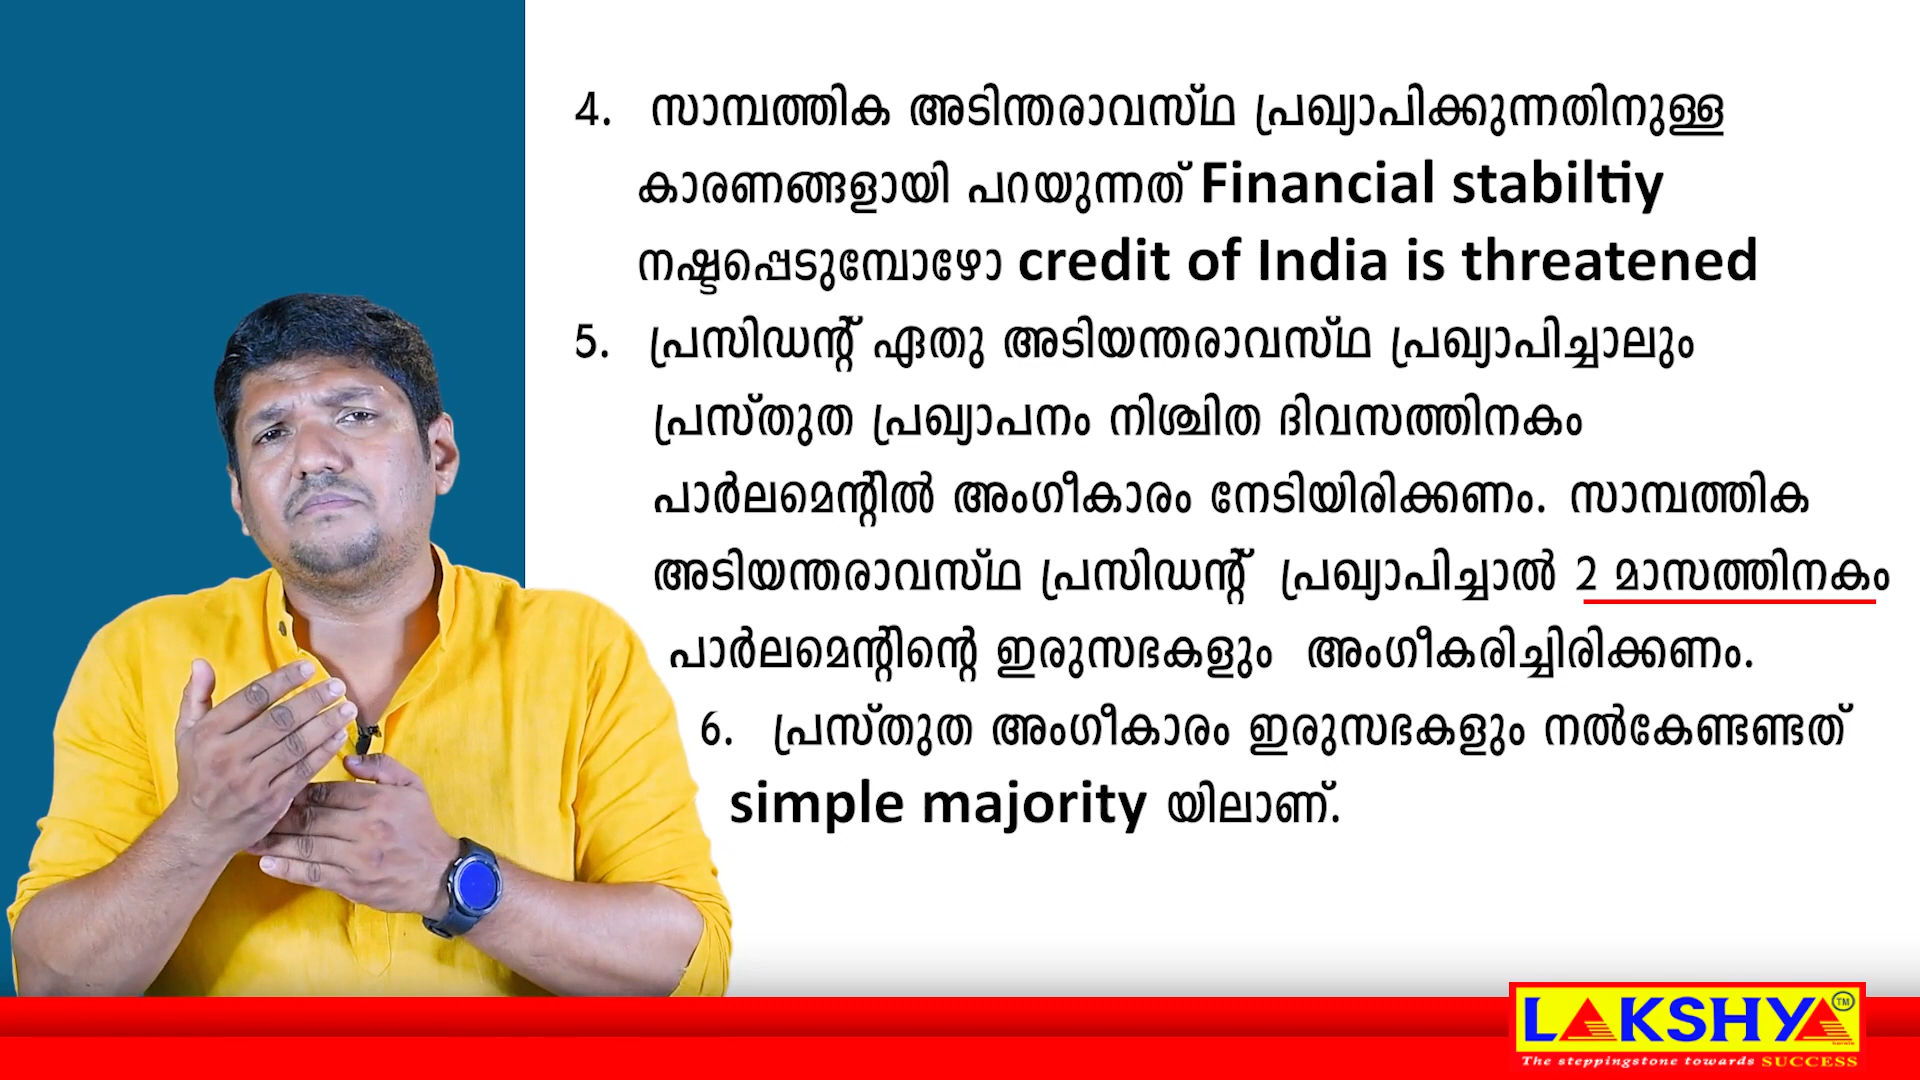 4. സാമ്പത്തിക അടിന്തരാവസ്ഥ പ്രഖ്യാപിക്കുന്നതിനുള്ള
കാരണങ്ങളായി പറയുന്നത് Financial stabiltiy
നഷ്ടപ്പെടുമ്പോഴോ credit of India is threatened
5. പ്രസിഡന്റ് ഏതു അടിയന്തരാവസ്ഥ പ്രഖ്യാപിച്ചാലും
പ്രസ്തുത പ്രഖ്യാപനം നിശ്ചിത ദിവസത്തിനകം
പാർലമെന്റിൽ അംഗീകാരം നേടിയിരിക്കണം. സാമ്പത്തിക
അടിയന്തരാവസ്ഥ പ്രസിഡന്റ് പ്രഖ്യാപിച്ചാൽ 2 മാസത്തിനകം
പാർലമെന്റിന്റെ ഇരുസഭകളും അംഗീകരിച്ചിരിക്കണം.
6. പ്രസ്തുത അംഗീകാരം ഇരുസഭകളും നൽകേണ്ടണ്ടത്
simple majority യിലാണ്.
LAKSHYA TM
The steppingstone towards SUCCESS